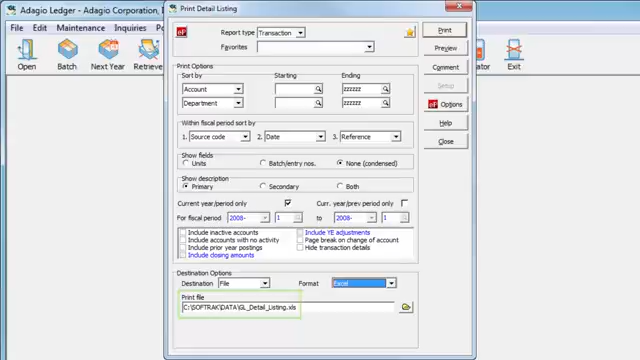 Adagio Ledger - Adagio Corporation, I
Print Detail Listing
File Edit Maintenance Inquiries
Open Batch Next Year Retrieve Exit
Report type Transaction
Favorites
Print
Preview
Comment
Setup
Options
Help
Close
Print Options
Sort by Starting Ending
Account zzzzzz
Department zzzzzz
Within fiscal period sort by
1. Source code 2. Date 3. Reference
Show fields
Units Batch/entry nos. None (condensed)
Show description
Primary Secondary Both
Current year/period only Curr. year/prev period only
For fiscal period 2008- 1 to 2008- 1
Include inactive accounts Include YE adjustments
Include accounts with no activity Page break on change of account
Include prior year postings Hide transaction details
Include closing amounts
Destination Options
Destination File Format Excel
Print file
C:\SOFTRAK\DATA\GL_Detail_Listing.xls